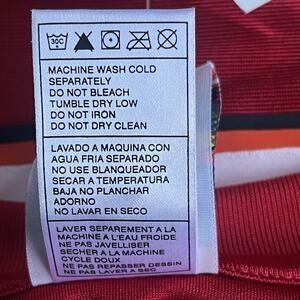 30C
MACHINE WASH COLD
SEPARATELY
DO NOT BLEACH
TUMBLE DRY LOW
DO NOT IRON
DO NOT DRY CLEAN
LAVADO A MAQUINA CON
AGUA FRIA SEPARADO
NO USE BLANQUEADOR
SECAR A TEMPERATURA
BAJA NO PLANCHAR
ADORNO
NO LAVAR EN SECO
LAVER SEPAREMENT A LA
MACHINE A L'EAU FROIDE
NE PAS JAVELLISER
SECHER A LA MACHINE
CYCLE DOUX
NE PAS REPASSER DESSIN
NE PAS LAVER A SEC